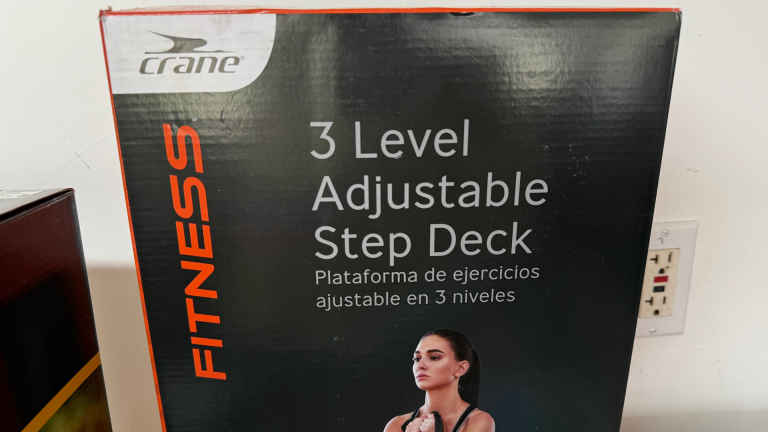 crane
FITNESS
3 Level
Adjustable
Step Deck
Plataforma de ejercicios
ajustable en 3 niveles